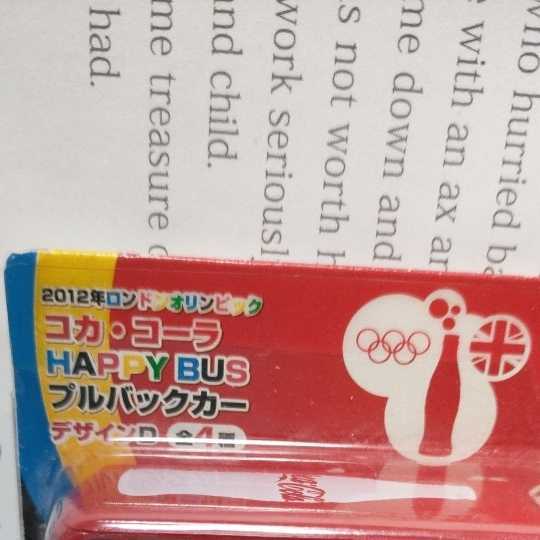 who hurried
with an ax
me down and
s not worth
work seriousl
nd child.
me treasure
had.
2012年ロンドンオリンピック
コカ・コーラ
HAPPY BUS
プルバックカー
デザインD 全4種